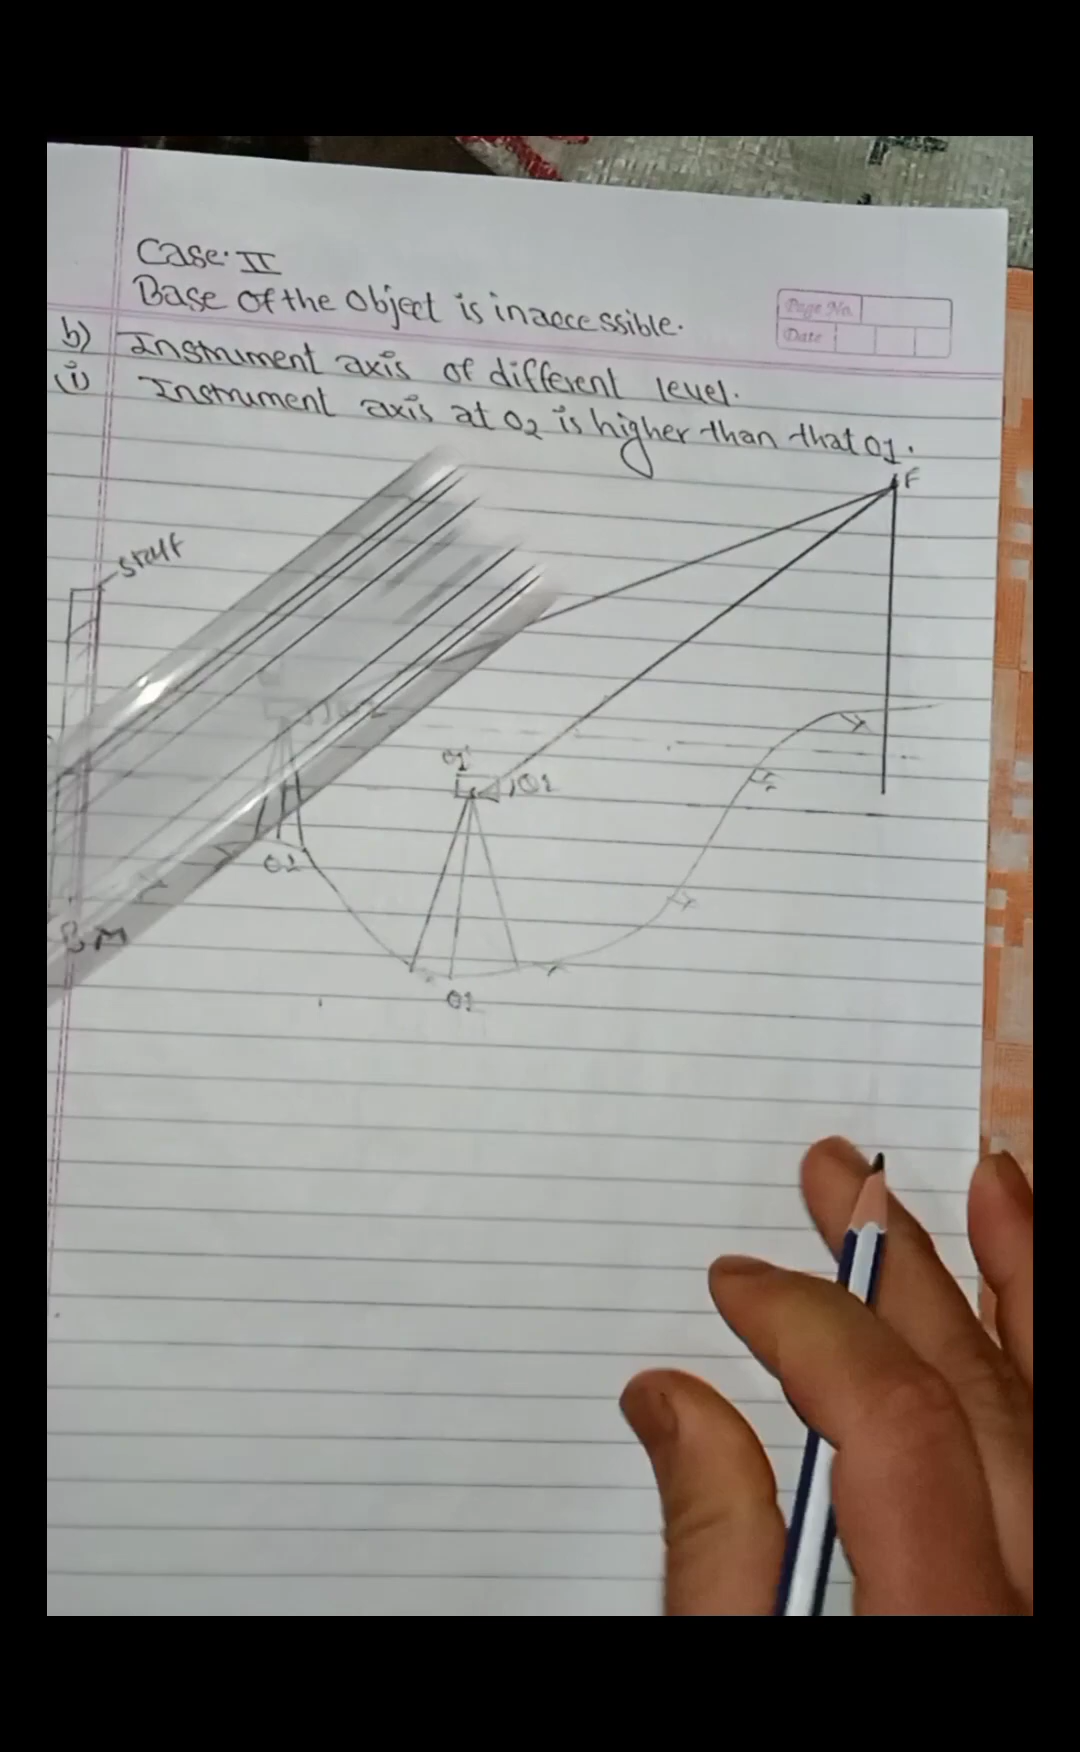 Case. II
Base of the Object is inaccessible.
Page No.
Date
b) Instrument axis of different level.
(i) Instrument axis at O2 is higher than that O1.
F
staff
O1'
O2
O1
BM